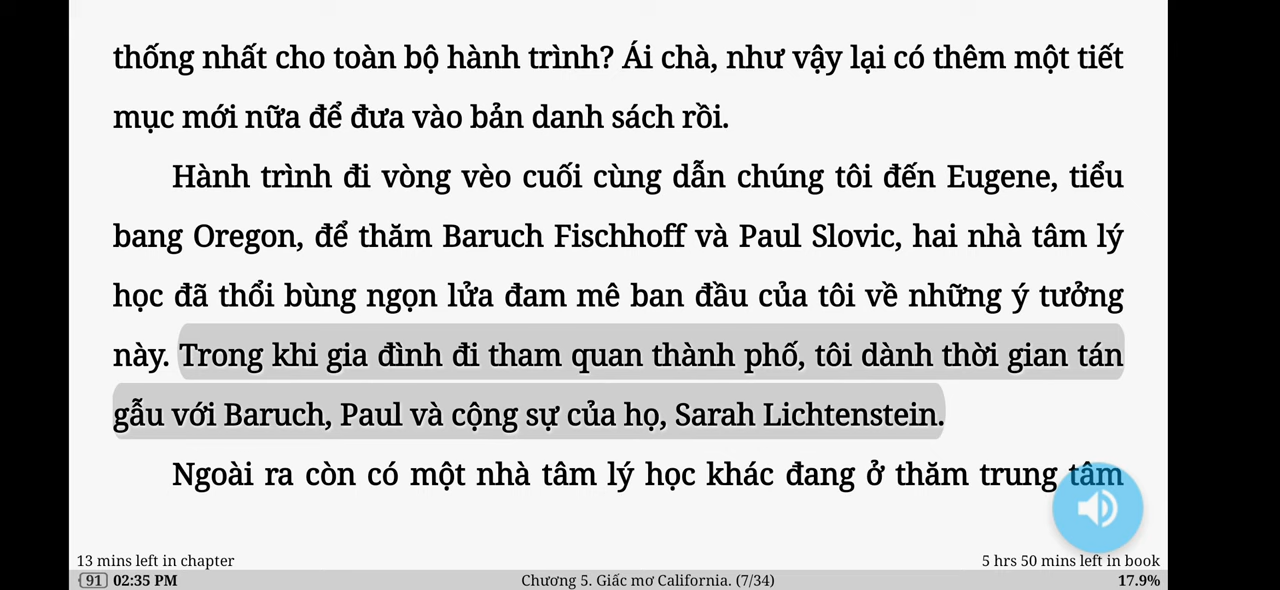 thống nhất cho toàn bộ hành trình? Ái chà, như vậy lại có thêm một tiết
mục mới nữa để đưa vào bản danh sách rồi.
Hành trình đi vòng vèo cuối cùng dẫn chúng tôi đến Eugene, tiểu
bang Oregon, để thăm Baruch Fischhoff và Paul Slovic, hai nhà tâm lý
học đã thổi bùng ngọn lửa đam mê ban đầu của tôi về những ý tưởng
này. Trong khi gia đình đi tham quan thành phố, tôi dành thời gian tán
gẫu với Baruch, Paul và cộng sự của họ, Sarah Lichtenstein.
Ngoài ra còn có một nhà tâm lý học khác đang ở thăm trung tâm
13 mins left in chapter
5 hrs 50 mins left in book
91 02:35 PM
Chương 5. Giấc mơ California. (7/34)
17.9%